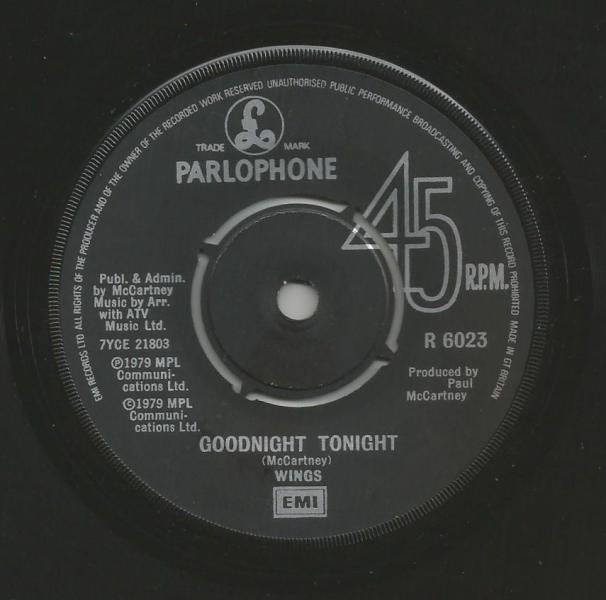 EMI RECORDS LTD ALL RIGHTS OF THE PRODUCER AND OF THE OWNER OF THE RECORDED WORK RESERVED UNAUTHORISED PUBLIC PERFORMANCE BROADCASTING AND COPYING OF THIS RECORD PROHIBITED MADE IN GT BRITAIN
£
TRADE MARK
PARLOPHONE
45
R.P.M.
Publ. & Admin.
by McCartney
Music by Arr.
with ATV
Music Ltd.
7YCE 21803
℗1979 MPL
Communi-
cations Ltd.
©1979 MPL
Communi-
cations Ltd.
R 6023
Produced by
Paul
McCartney
GOODNIGHT TONIGHT
(McCartney)
WINGS
EMI